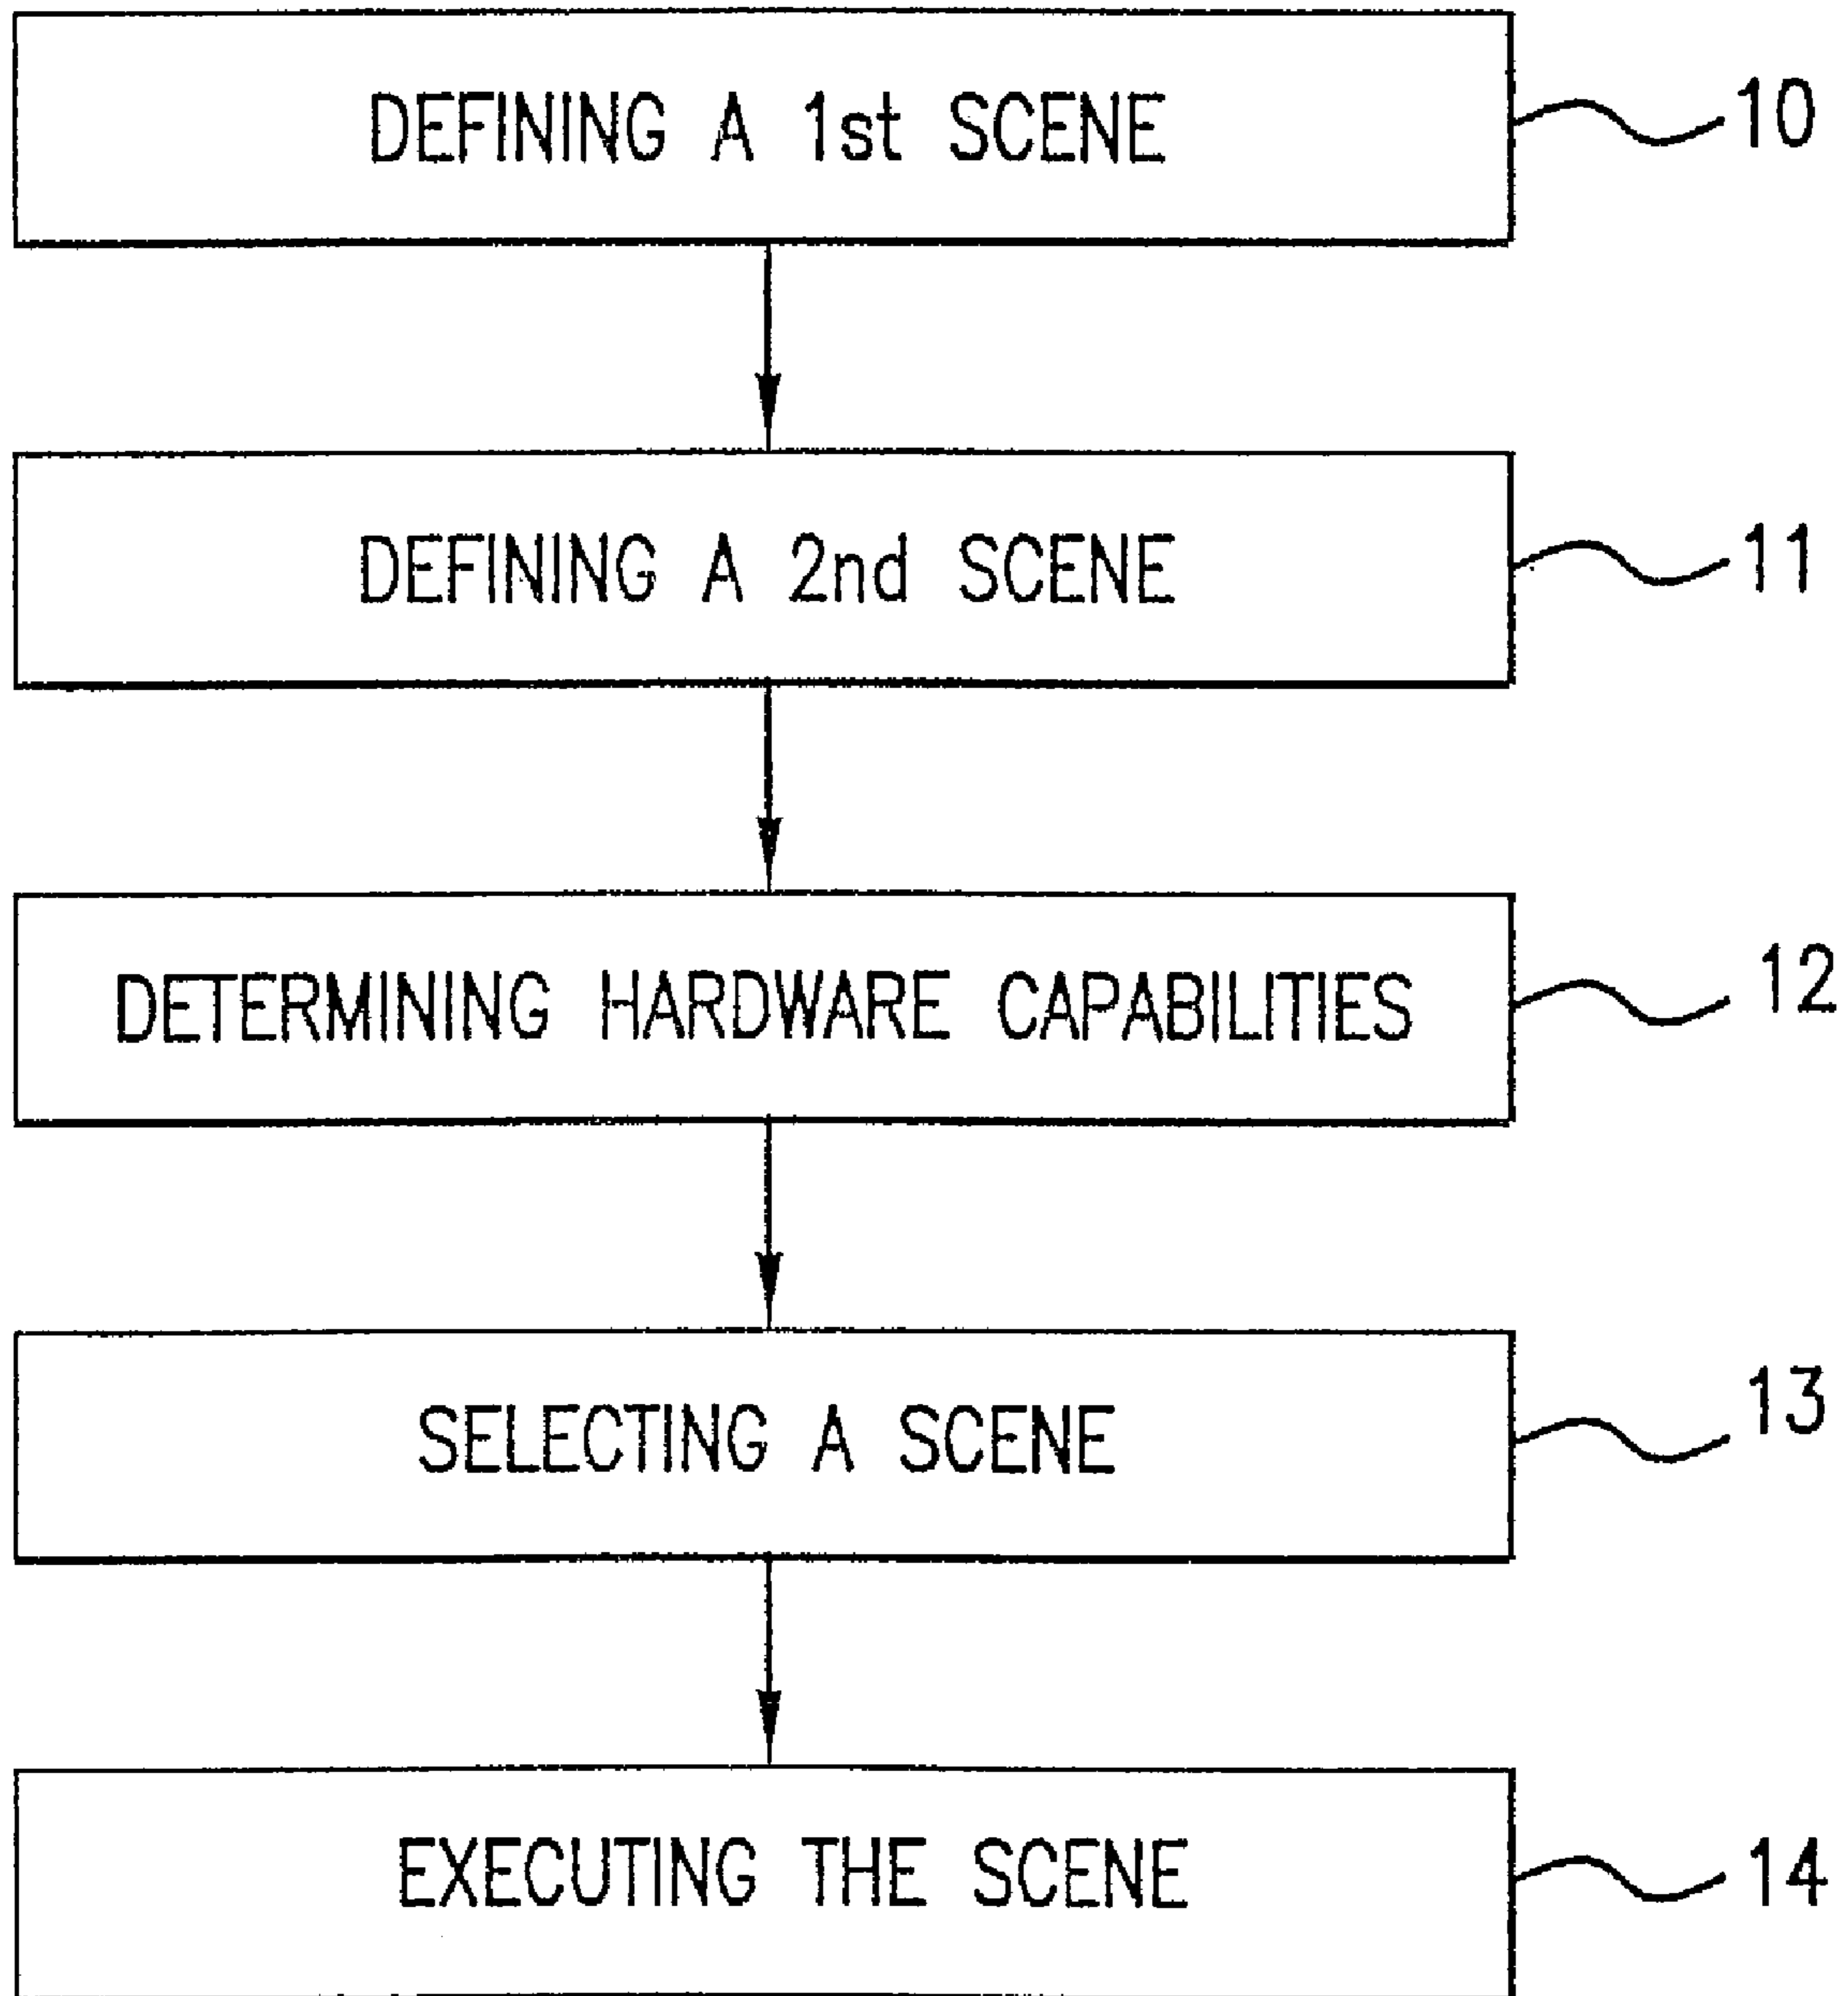 DEFINING A 1st SCENE 10
DEFINING A 2nd SCENE 11
DETERMINING HARDWARE CAPABILITIES 12
SELECTING A SCENE 13
EXECUTING THE SCENE 14